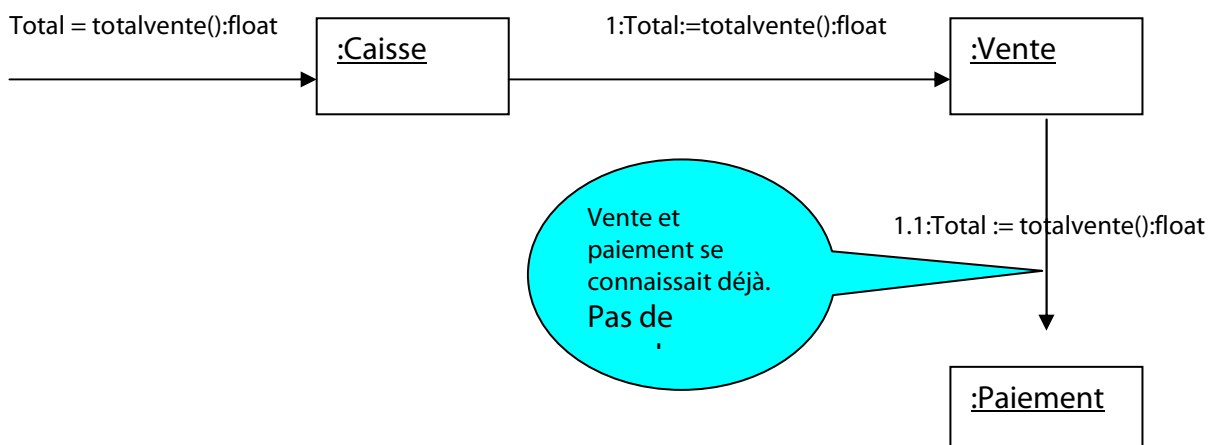 Total = totalvente():float
1:Total:=totalvente():float
:Caisse
:Vente
Vente et
paiement se
connaissait déjà.
Pas de
1.1:Total := totalvente():float
:Paiement